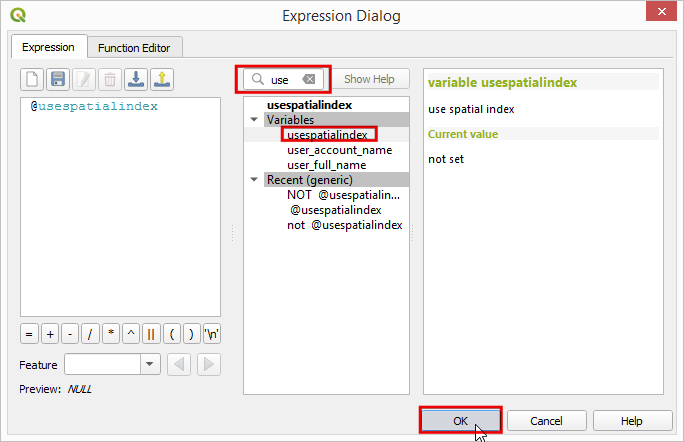 Expression Dialog
Expression
Function Editor
@usespatialindex
= + - / * ^ || ( ) '\n'
Feature
Preview: NULL
use
Show Help
usespatialindex
Variables
usespatialindex
user_account_name
user_full_name
Recent (generic)
NOT @usespatialin...
@usespatialindex
not @usespatialindex
variable usespatialindex
use spatial index
Current value
not set
OK
Cancel
Help